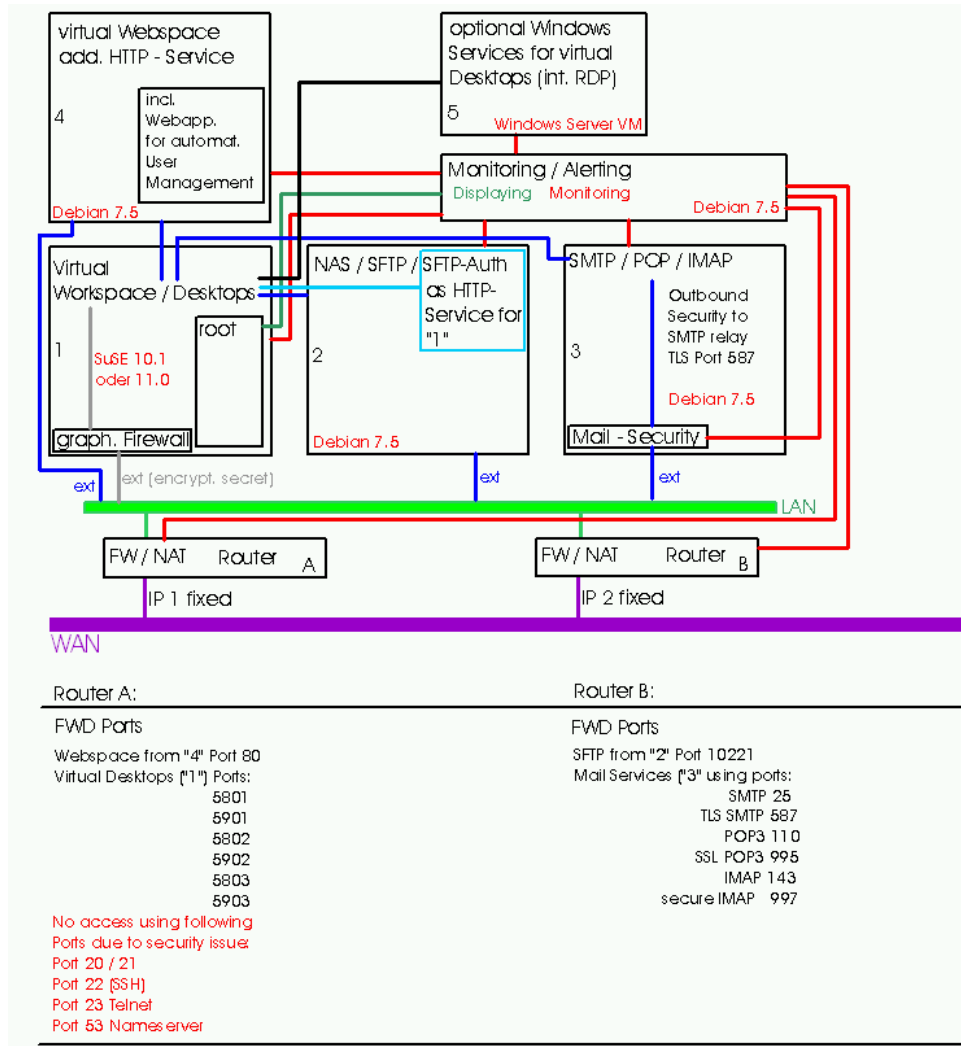 virtual Webspace
add. HTTP - Service
4
incl.
Webapp.
for automat.
User
Management
Debian 7.5
optional Windows
Services for virtual
Desktops (int. RDP)
5
Windows Server VM
Monitoring / Alerting
Displaying Monitoring
Debian 7.5
Virtual
Workspace / Desktops
1
root
SuSE 10.1
oder 11.0
graph. Firewall
NAS / SFTP / SFTP-Auth
as HTTP-
Service for
"1"
2
Debian 7.5
SMTP / POP / IMAP
Outbound
Security to
SMTP relay
TLS Port 587
3
Debian 7.5
Mail - Security
ext
ext (encrypt. secret)
ext
ext
LAN
FW / NAT Router A
FW / NAT Router B
IP 1 fixed
IP 2 fixed
WAN
Router A:
FWD Ports
Webspace from "4" Port 80
Virtual Desktops ("1") Ports:
5801
5901
5802
5902
5803
5903
No access using following
Ports due to security issue:
Port 20 / 21
Port 22 (SSH)
Port 23 Telnet
Port 53 Nameserver
Router B:
FWD Ports
SFTP from "2" Port 10221
Mail Services ("3" using ports:
SMTP 25
TLS SMTP 587
POP3 110
SSL POP3 995
IMAP 143
secure IMAP 997